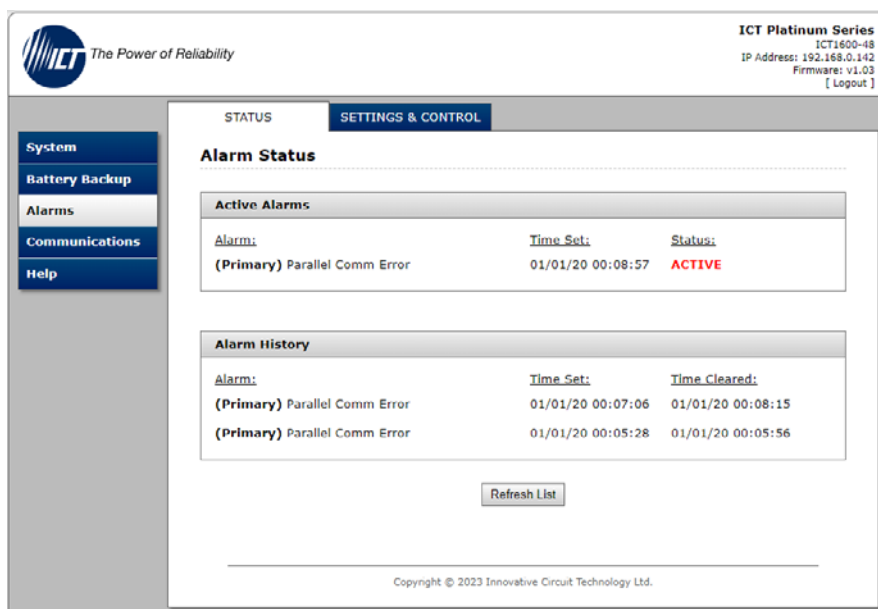 ICT The Power of Reliability
ICT Platinum Series
ICT1600-48
IP Address: 192.168.0.142
Firmware: v1.03
[ Logout ]
STATUS SETTINGS & CONTROL
System
Battery Backup
Alarms
Communications
Help
Alarm Status
Active Alarms
Alarm: Time Set: Status:
(Primary) Parallel Comm Error 01/01/20 00:08:57 ACTIVE
Alarm History
Alarm: Time Set: Time Cleared:
(Primary) Parallel Comm Error 01/01/20 00:07:06 01/01/20 00:08:15
(Primary) Parallel Comm Error 01/01/20 00:05:28 01/01/20 00:05:56
Refresh List
Copyright © 2023 Innovative Circuit Technology Ltd.